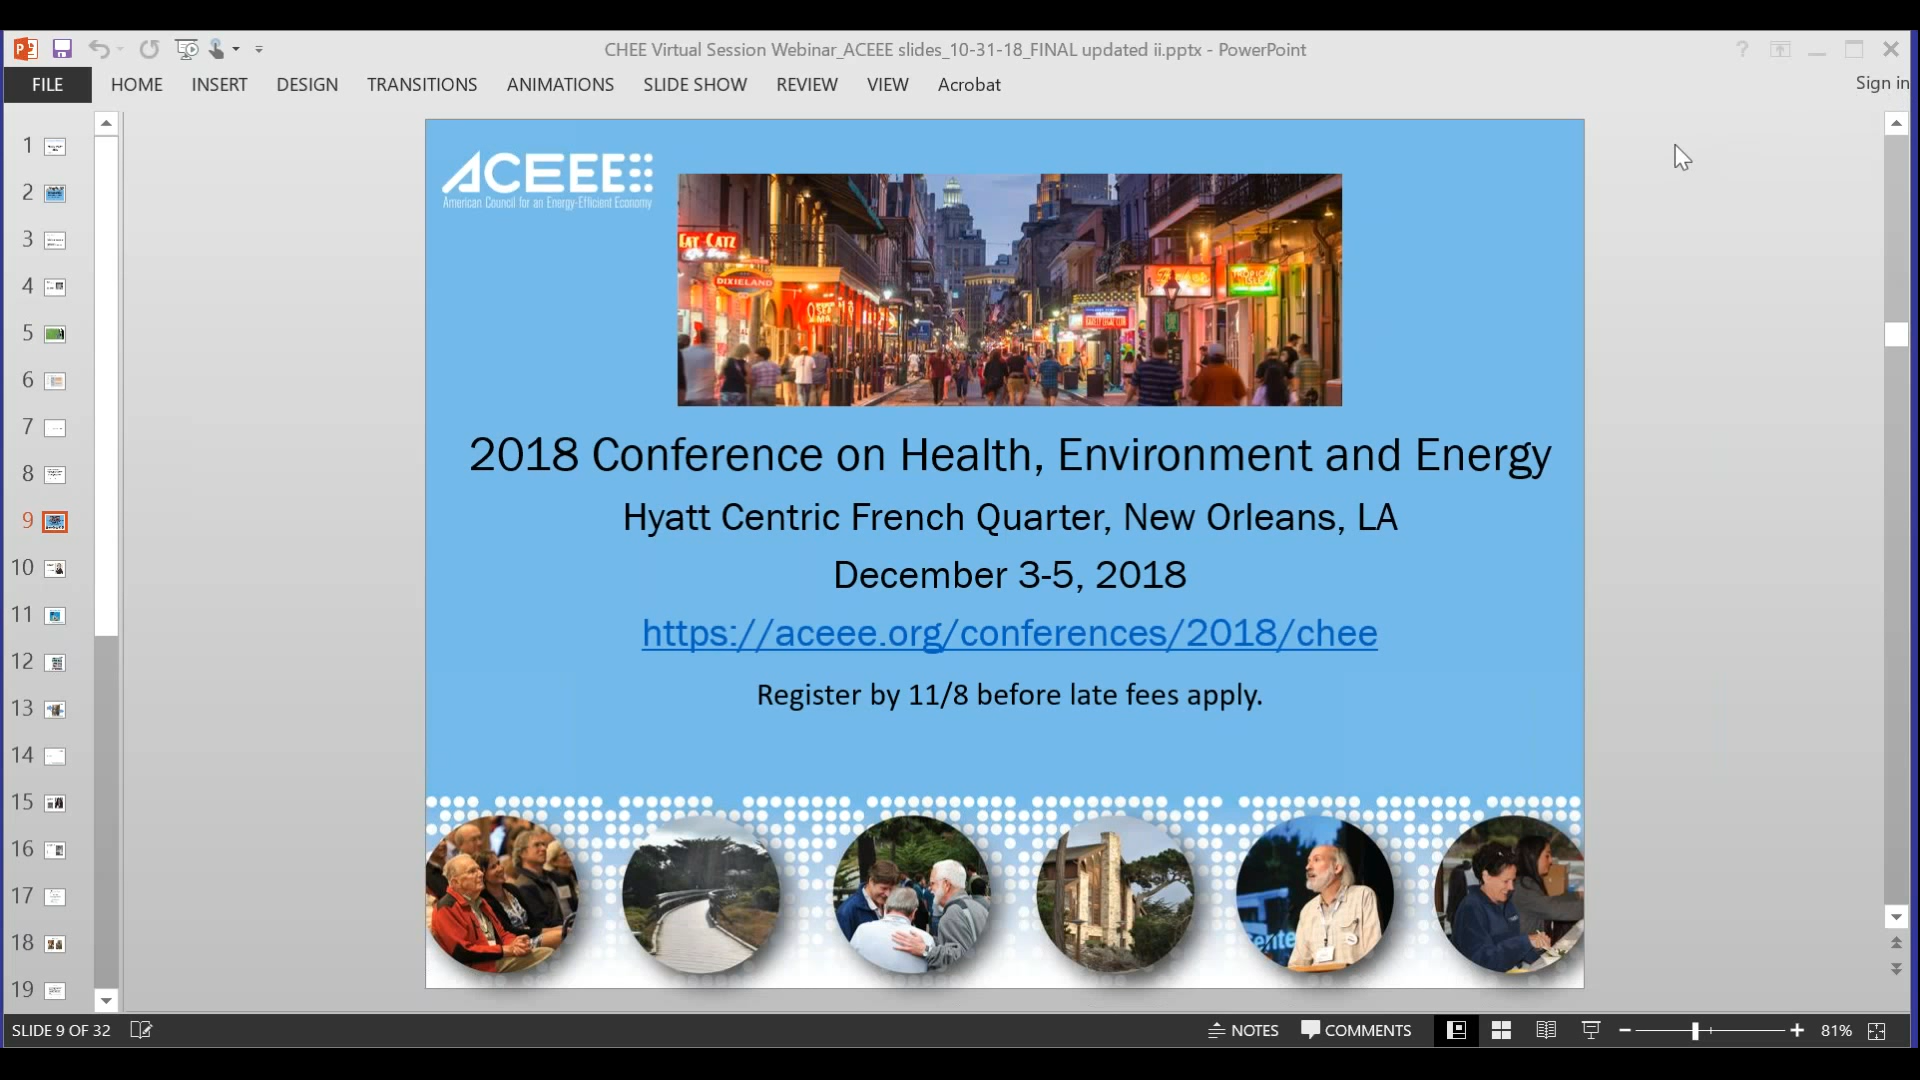 CHEE Virtual Session Webinar_ACEEE slides_10-31-18_FINAL updated ii.pptx - PowerPoint
FILE HOME INSERT DESIGN TRANSITIONS ANIMATIONS SLIDE SHOW REVIEW VIEW Acrobat Sign in
1
2
3
4
5
6
7
8
9
10
11
12
13
14
15
16
17
18
19
ACEEE
American Council for an Energy-Efficient Economy
DIXIELAND
TROPICAL
2018 Conference on Health, Environment and Energy
Hyatt Centric French Quarter, New Orleans, LA
December 3-5, 2018
https://aceee.org/conferences/2018/chee
Register by 11/8 before late fees apply.
SLIDE 9 OF 32 NOTES COMMENTS 81%